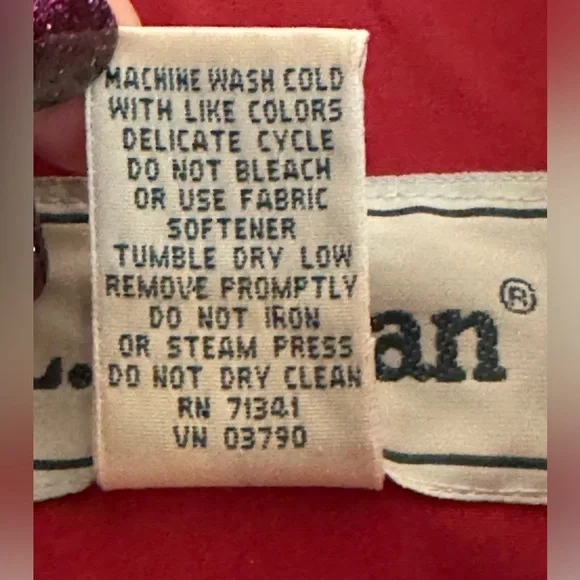 MACHINE WASH COLD
WITH LIKE COLORS
DELICATE CYCLE
DO NOT BLEACH
OR USE FABRIC
SOFTENER
TUMBLE DRY LOW
REMOVE PROMPTLY
DO NOT IRON
OR STEAM PRESS
DO NOT DRY CLEAN
RN 71341
VN 03790
L. an®